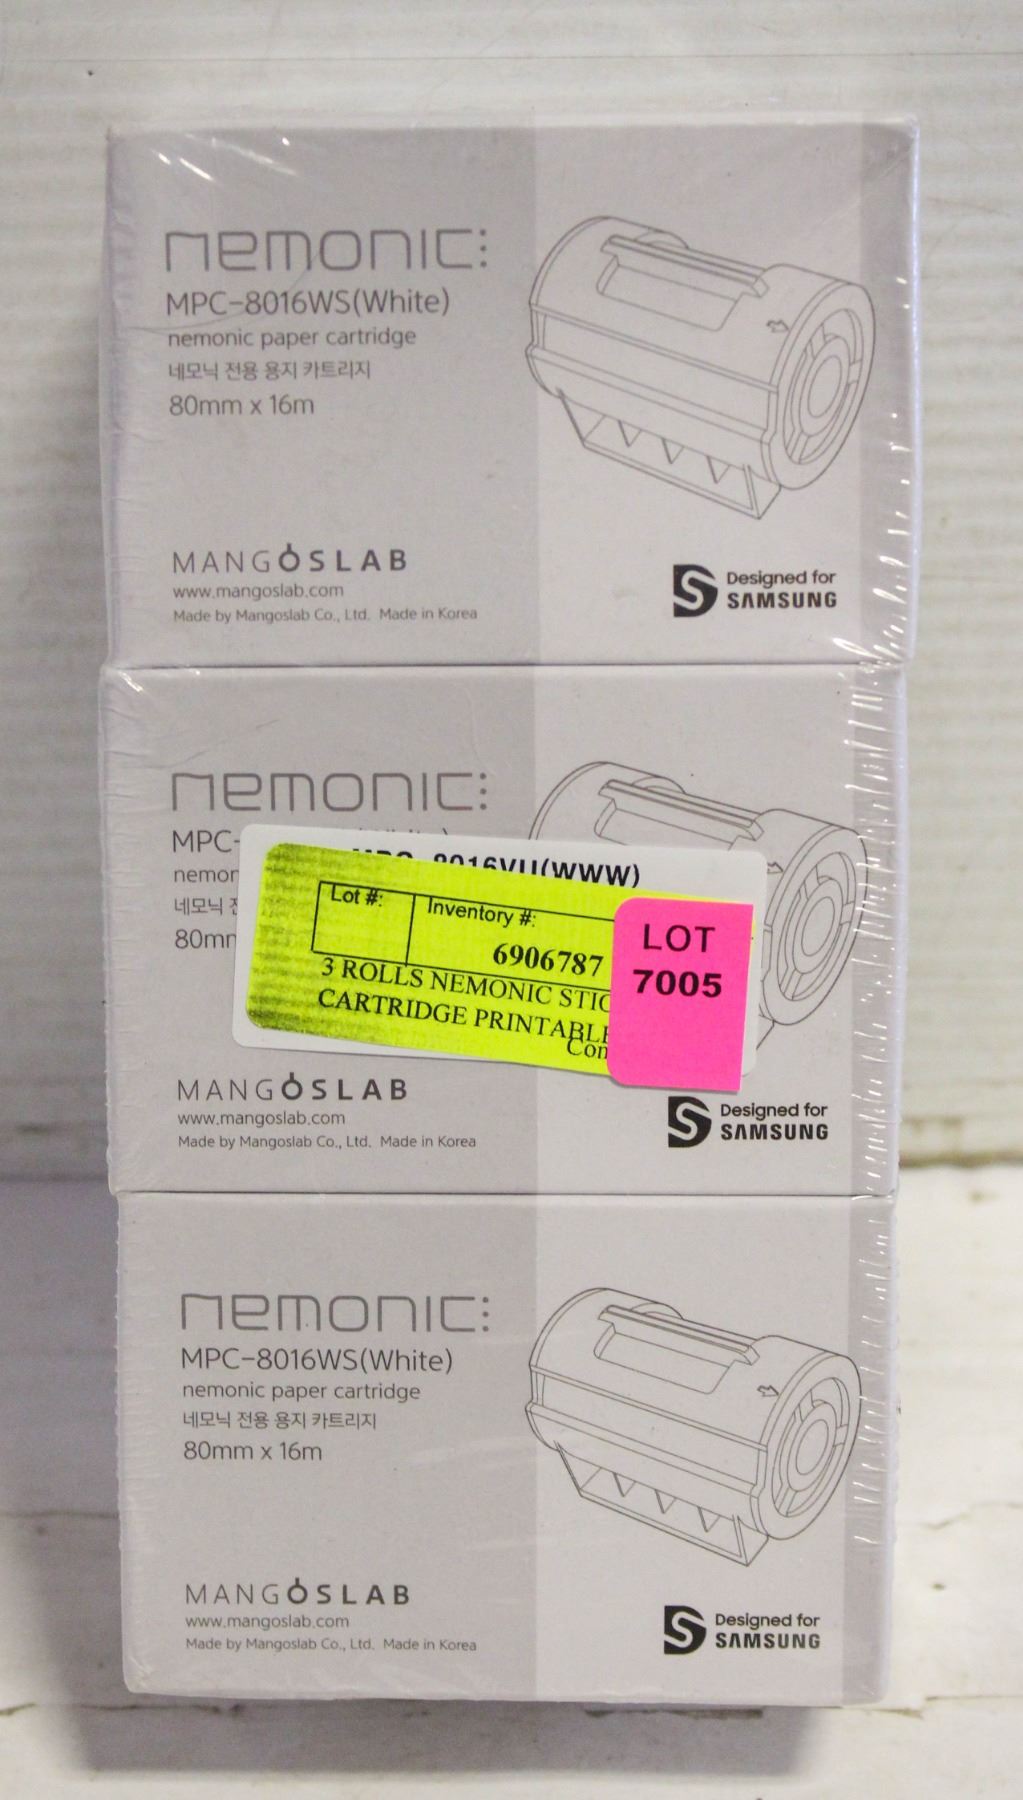 nemonic:
MPC-8016WS(White)
nemonic paper cartridge
네모닉 전용 용지 카트리지
80mm x 16m
MANGOSLAB
www.mangoslab.com
Made by Mangoslab Co., Ltd. Made in Korea
Designed for
SAMSUNG
nemonic:
MPC-
80mm
8016VU(WWW)
Lot #:
Inventory #:
6906787
3 ROLLS NEMONIC
CARTRIDGE PRINTABLE
LOT
7005
MANGOSLAB
www.mangoslab.com
Made by Mangoslab Co., Ltd. Made in Korea
Designed for
SAMSUNG
nemonic:
MPC-8016WS(White)
nemonic paper cartridge
네모닉 전용 용지 카트리지
80mm x 16m
MANGOSLAB
www.mangoslab.com
Made by Mangoslab Co., Ltd. Made in Korea
Designed for
SAMSUNG